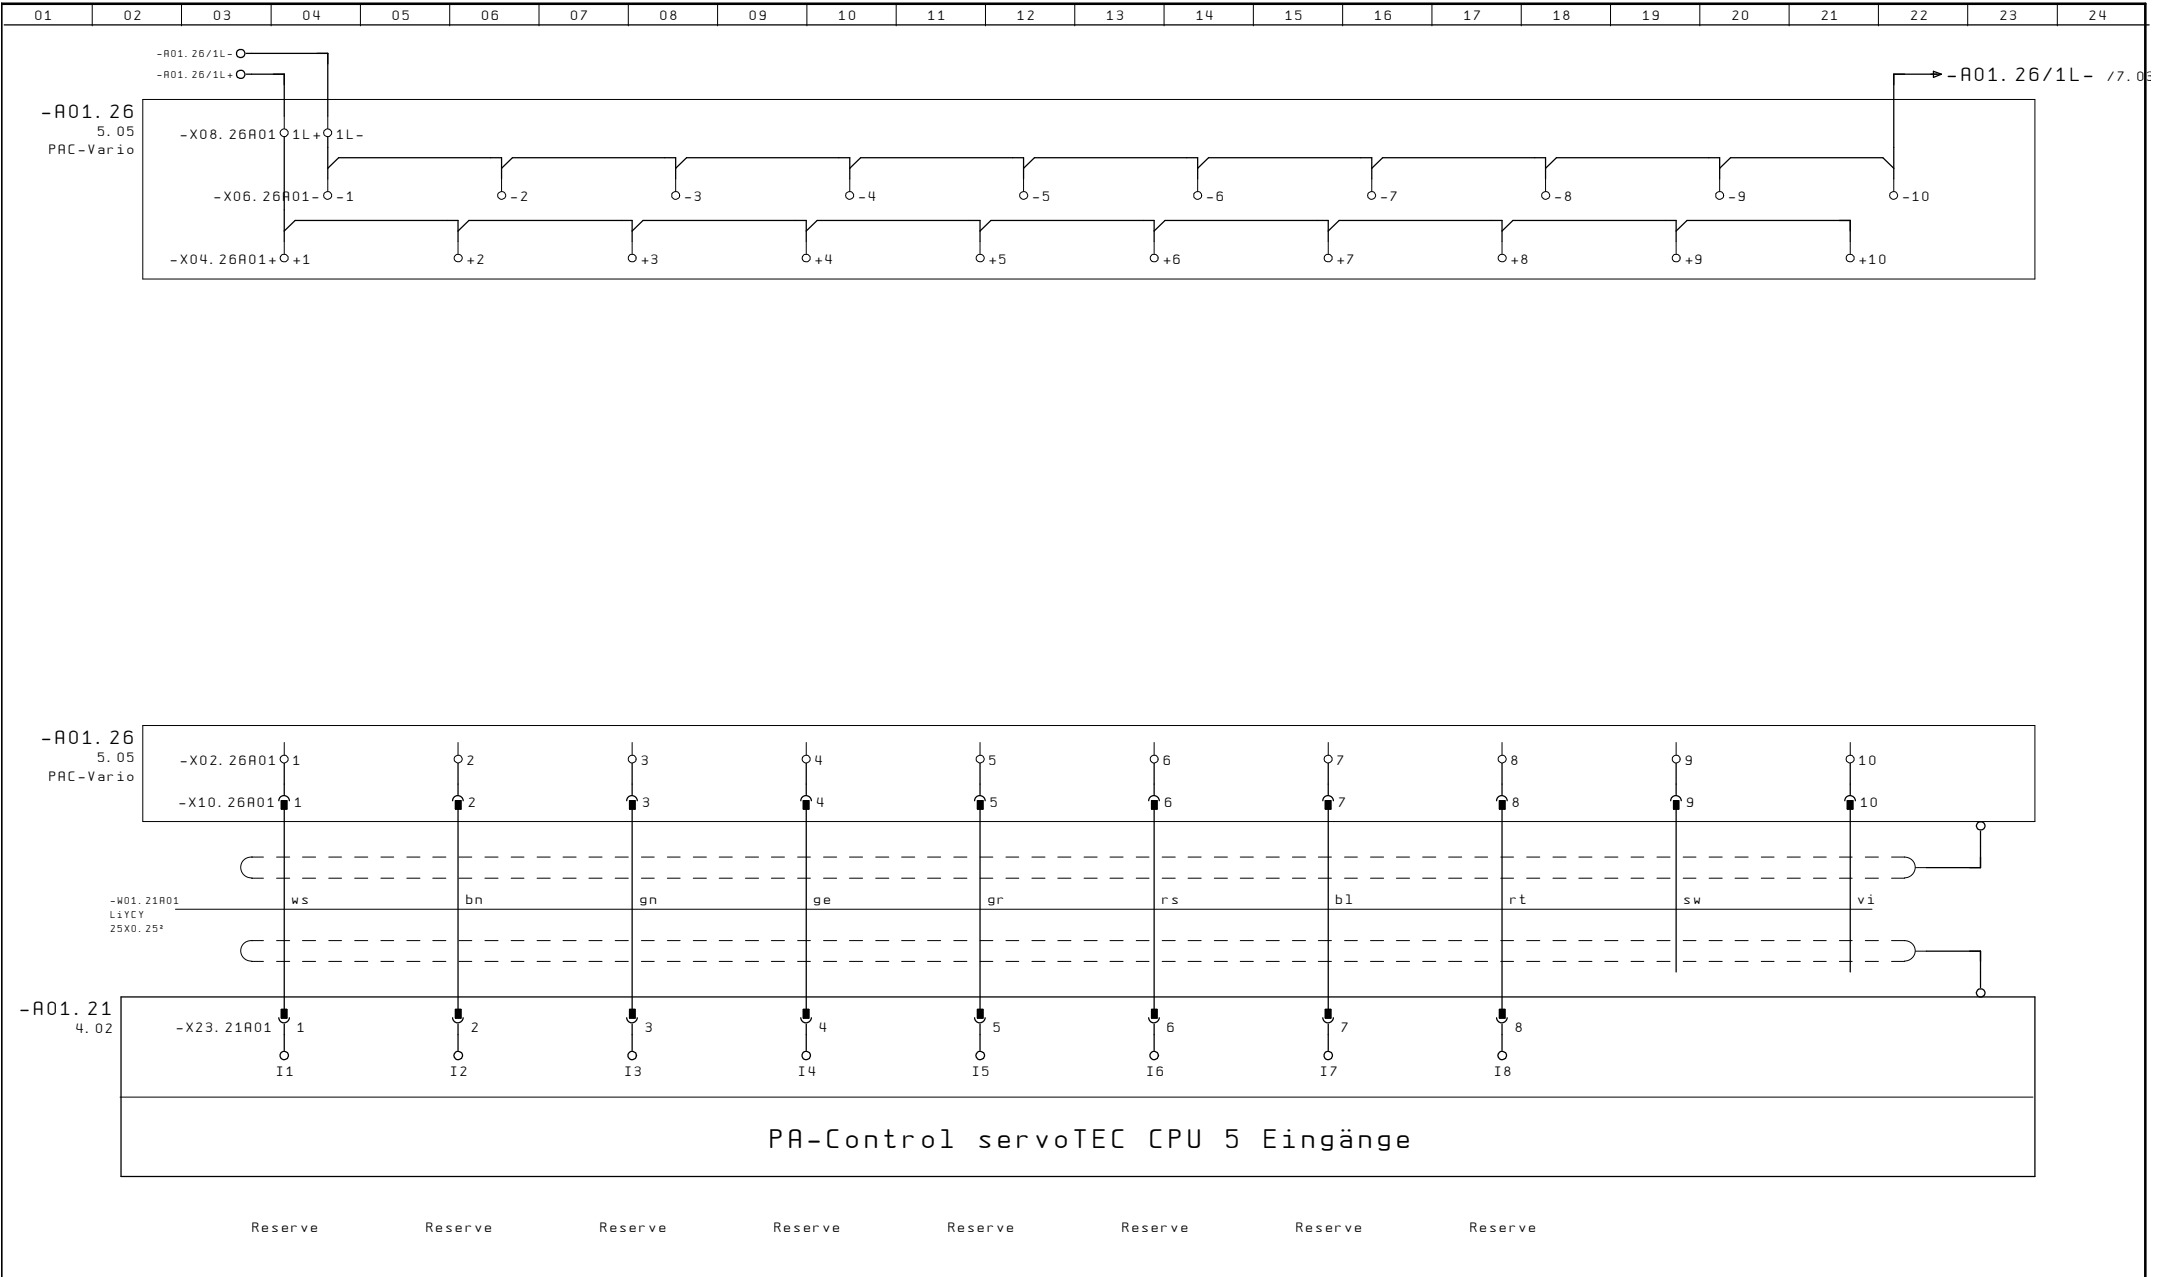 01 02 03 04 05 06 07 08 09 10 11 12 13 14 15 16 17 18 19 20 21 22 23 24
-A01.26/1L-
-A01.26/1L+
-A01.26/1L- /7.03
-A01.26
5.05
PAC-Vario
-X08.26A01 1L+ 1L-
-X06.26A01- -1 -2 -3 -4 -5 -6 -7 -8 -9 -10
-X04.26A01+ +1 +2 +3 +4 +5 +6 +7 +8 +9 +10
-A01.26
5.05
PAC-Vario
-X02.26A01 1 2 3 4 5 6 7 8 9 10
-X10.26A01 1 2 3 4 5 6 7 8 9 10
-W01.21A01
LiYCY
25X0.25²
ws bn gn ge gr rs bl rt sw vi
-A01.21
4.02
-X23.21A01 1 2 3 4 5 6 7 8
I1 I2 I3 I4 I5 I6 I7 I8
PA-Control servoTEC CPU 5 Eingänge
Reserve Reserve Reserve Reserve Reserve Reserve Reserve Reserve